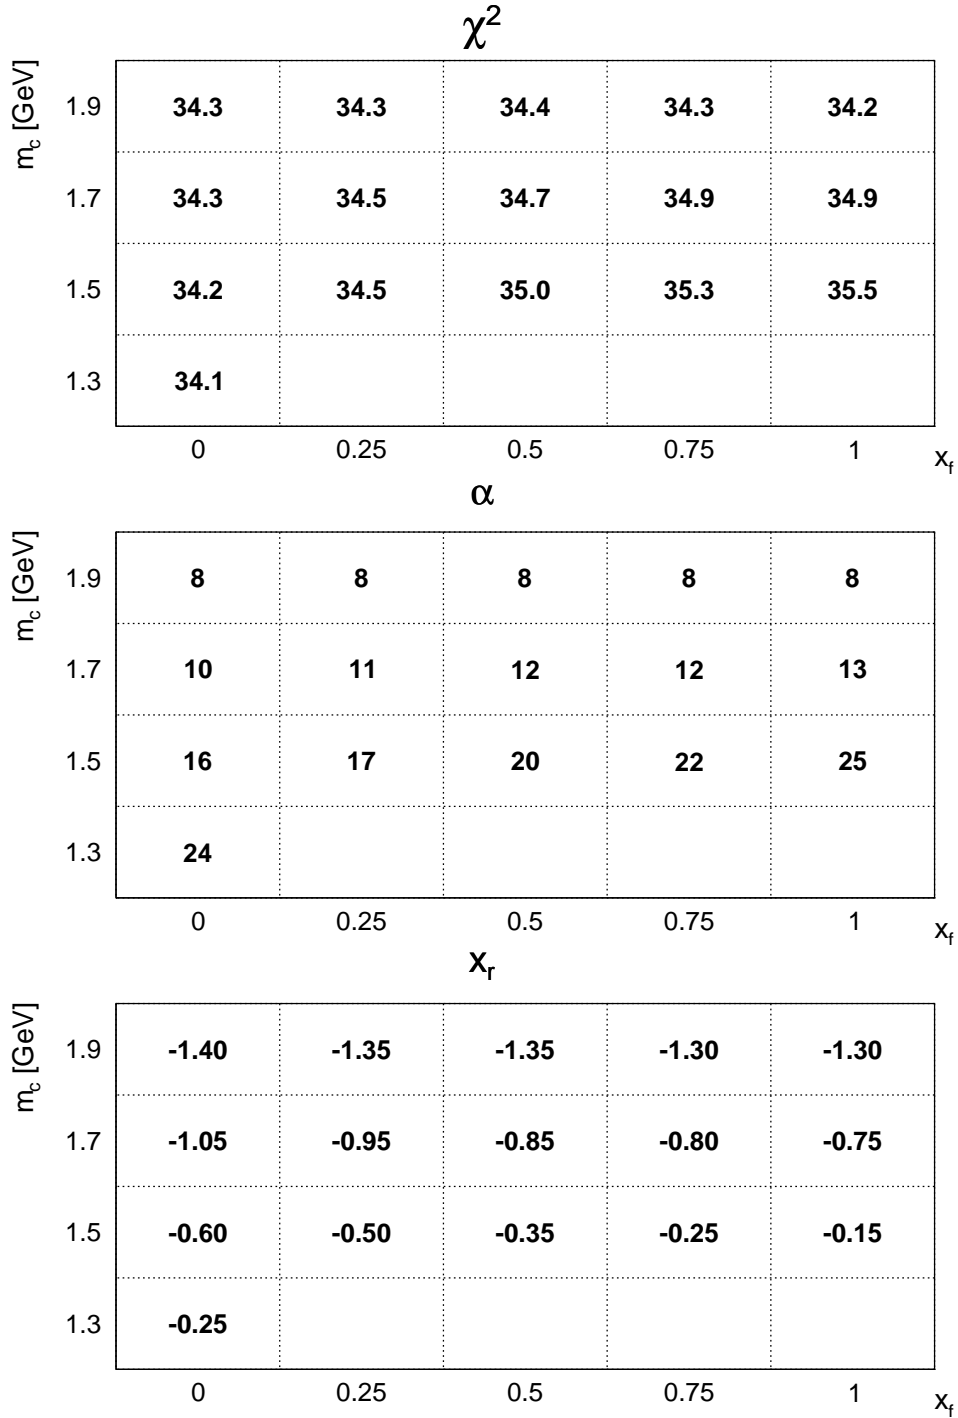 χ²
m_c [GeV]
1.9 34.3 34.3 34.4 34.3 34.2
1.7 34.3 34.5 34.7 34.9 34.9
1.5 34.2 34.5 35.0 35.3 35.5
1.3 34.1
0 0.25 0.5 0.75 1 x_f
α
m_c [GeV]
1.9 8 8 8 8 8
1.7 10 11 12 12 13
1.5 16 17 20 22 25
1.3 24
0 0.25 0.5 0.75 1 x_f
x_r
m_c [GeV]
1.9 -1.40 -1.35 -1.35 -1.30 -1.30
1.7 -1.05 -0.95 -0.85 -0.80 -0.75
1.5 -0.60 -0.50 -0.35 -0.25 -0.15
1.3 -0.25
0 0.25 0.5 0.75 1 x_f